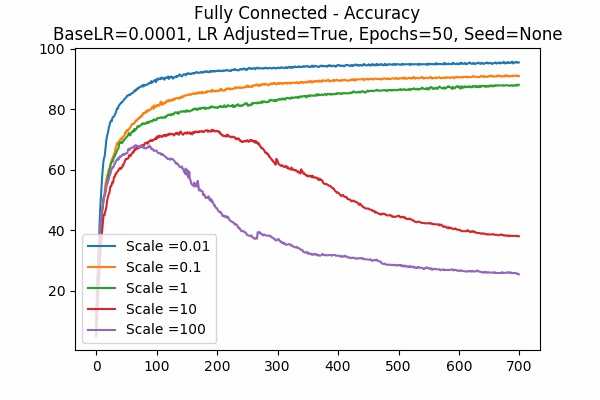 Fully Connected - Accuracy
BaseLR=0.0001, LR Adjusted=True, Epochs=50, Seed=None
100
80
60
40
20
Scale =0.01
Scale =0.1
Scale =1
Scale =10
Scale =100
0 100 200 300 400 500 600 700